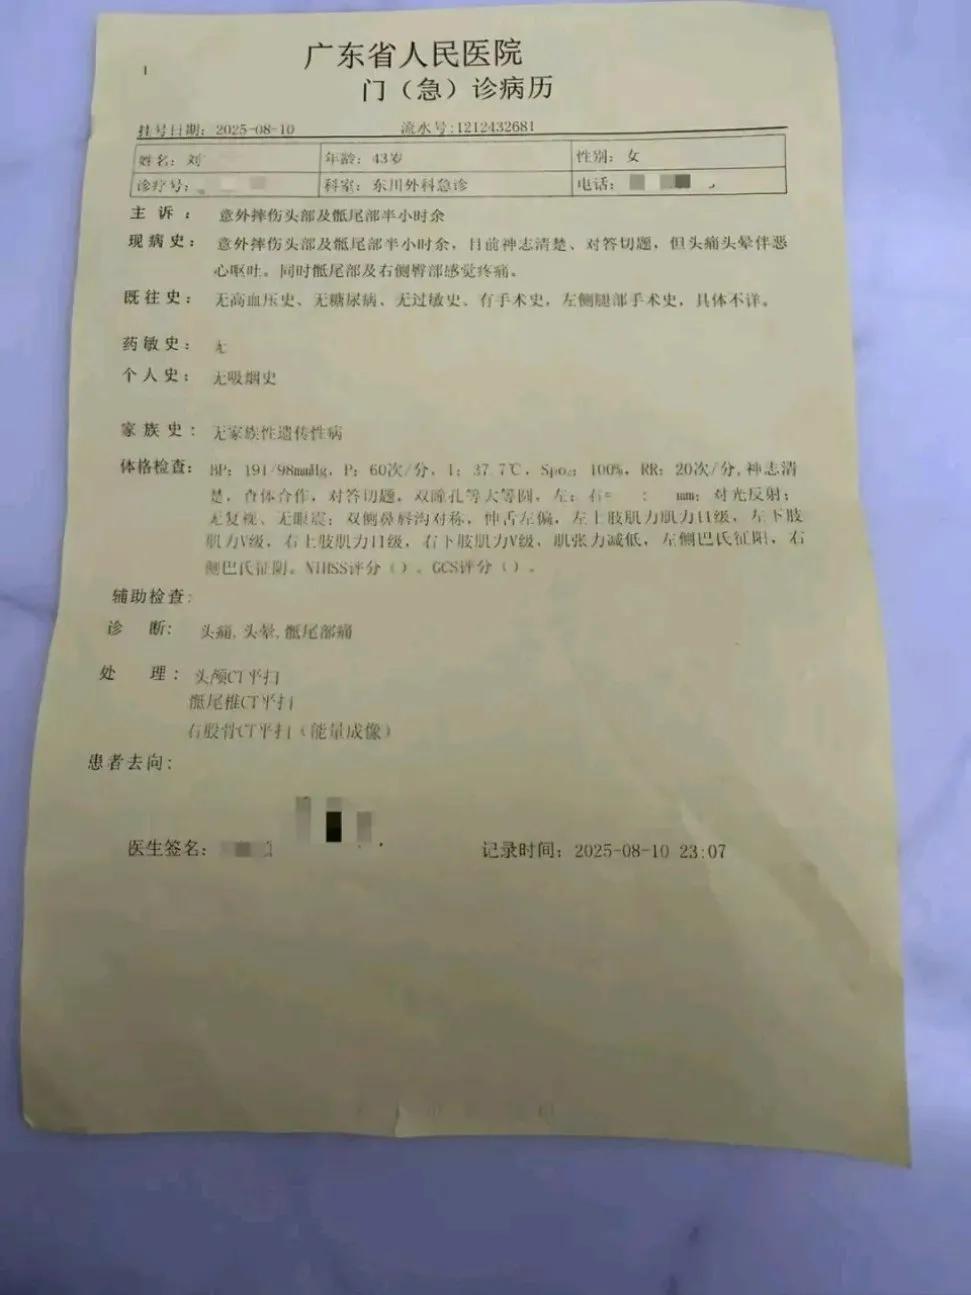 广东省人民医院
门（急）诊病历
挂号日期：2025-08-10 流水号:1212432681
姓名：刘 年龄：43岁 性别：女
诊疗号： 科室：东川外科急诊 电话：
主诉： 意外摔伤头部及骶尾部半小时余
现病史： 意外摔伤头部及骶尾部半小时余，目前神志清楚、对答切题，但头痛头晕伴恶
心呕吐。同时骶尾部及右侧臀部感觉疼痛。
既往史： 无高血压史、无糖尿病、无过敏史、有手术史，左侧腿部手术史，具体不详。
药敏史： 无
个人史： 无吸烟史
家族史： 无家族性遗传性病
体格检查： BP：191/98mmHg，P：60次/分，T：37.7℃，Spo₂：100%，RR：20次/分,神志清
楚，查体合作，对答切题，双瞳孔等大等圆，左：右= ： mm；对光反射；
无复视、无眼震；双侧鼻唇沟对称，伸舌左偏，左上肢肌力肌力II级，左下肢
肌力V级，右上肢肌力II级，右下肢肌力V级、肌张力减低，左侧巴氏征阳，右
侧巴氏征阴。NIHSS评分（）。GCS评分（）。
辅助检查：
诊断： 头痛,头晕,骶尾部痛
处理： 头颅CT平扫
骶尾椎CT平扫
右股骨CT平扫（能量成像）
患者去向：
医生签名： 记录时间：2025-08-10 23:07